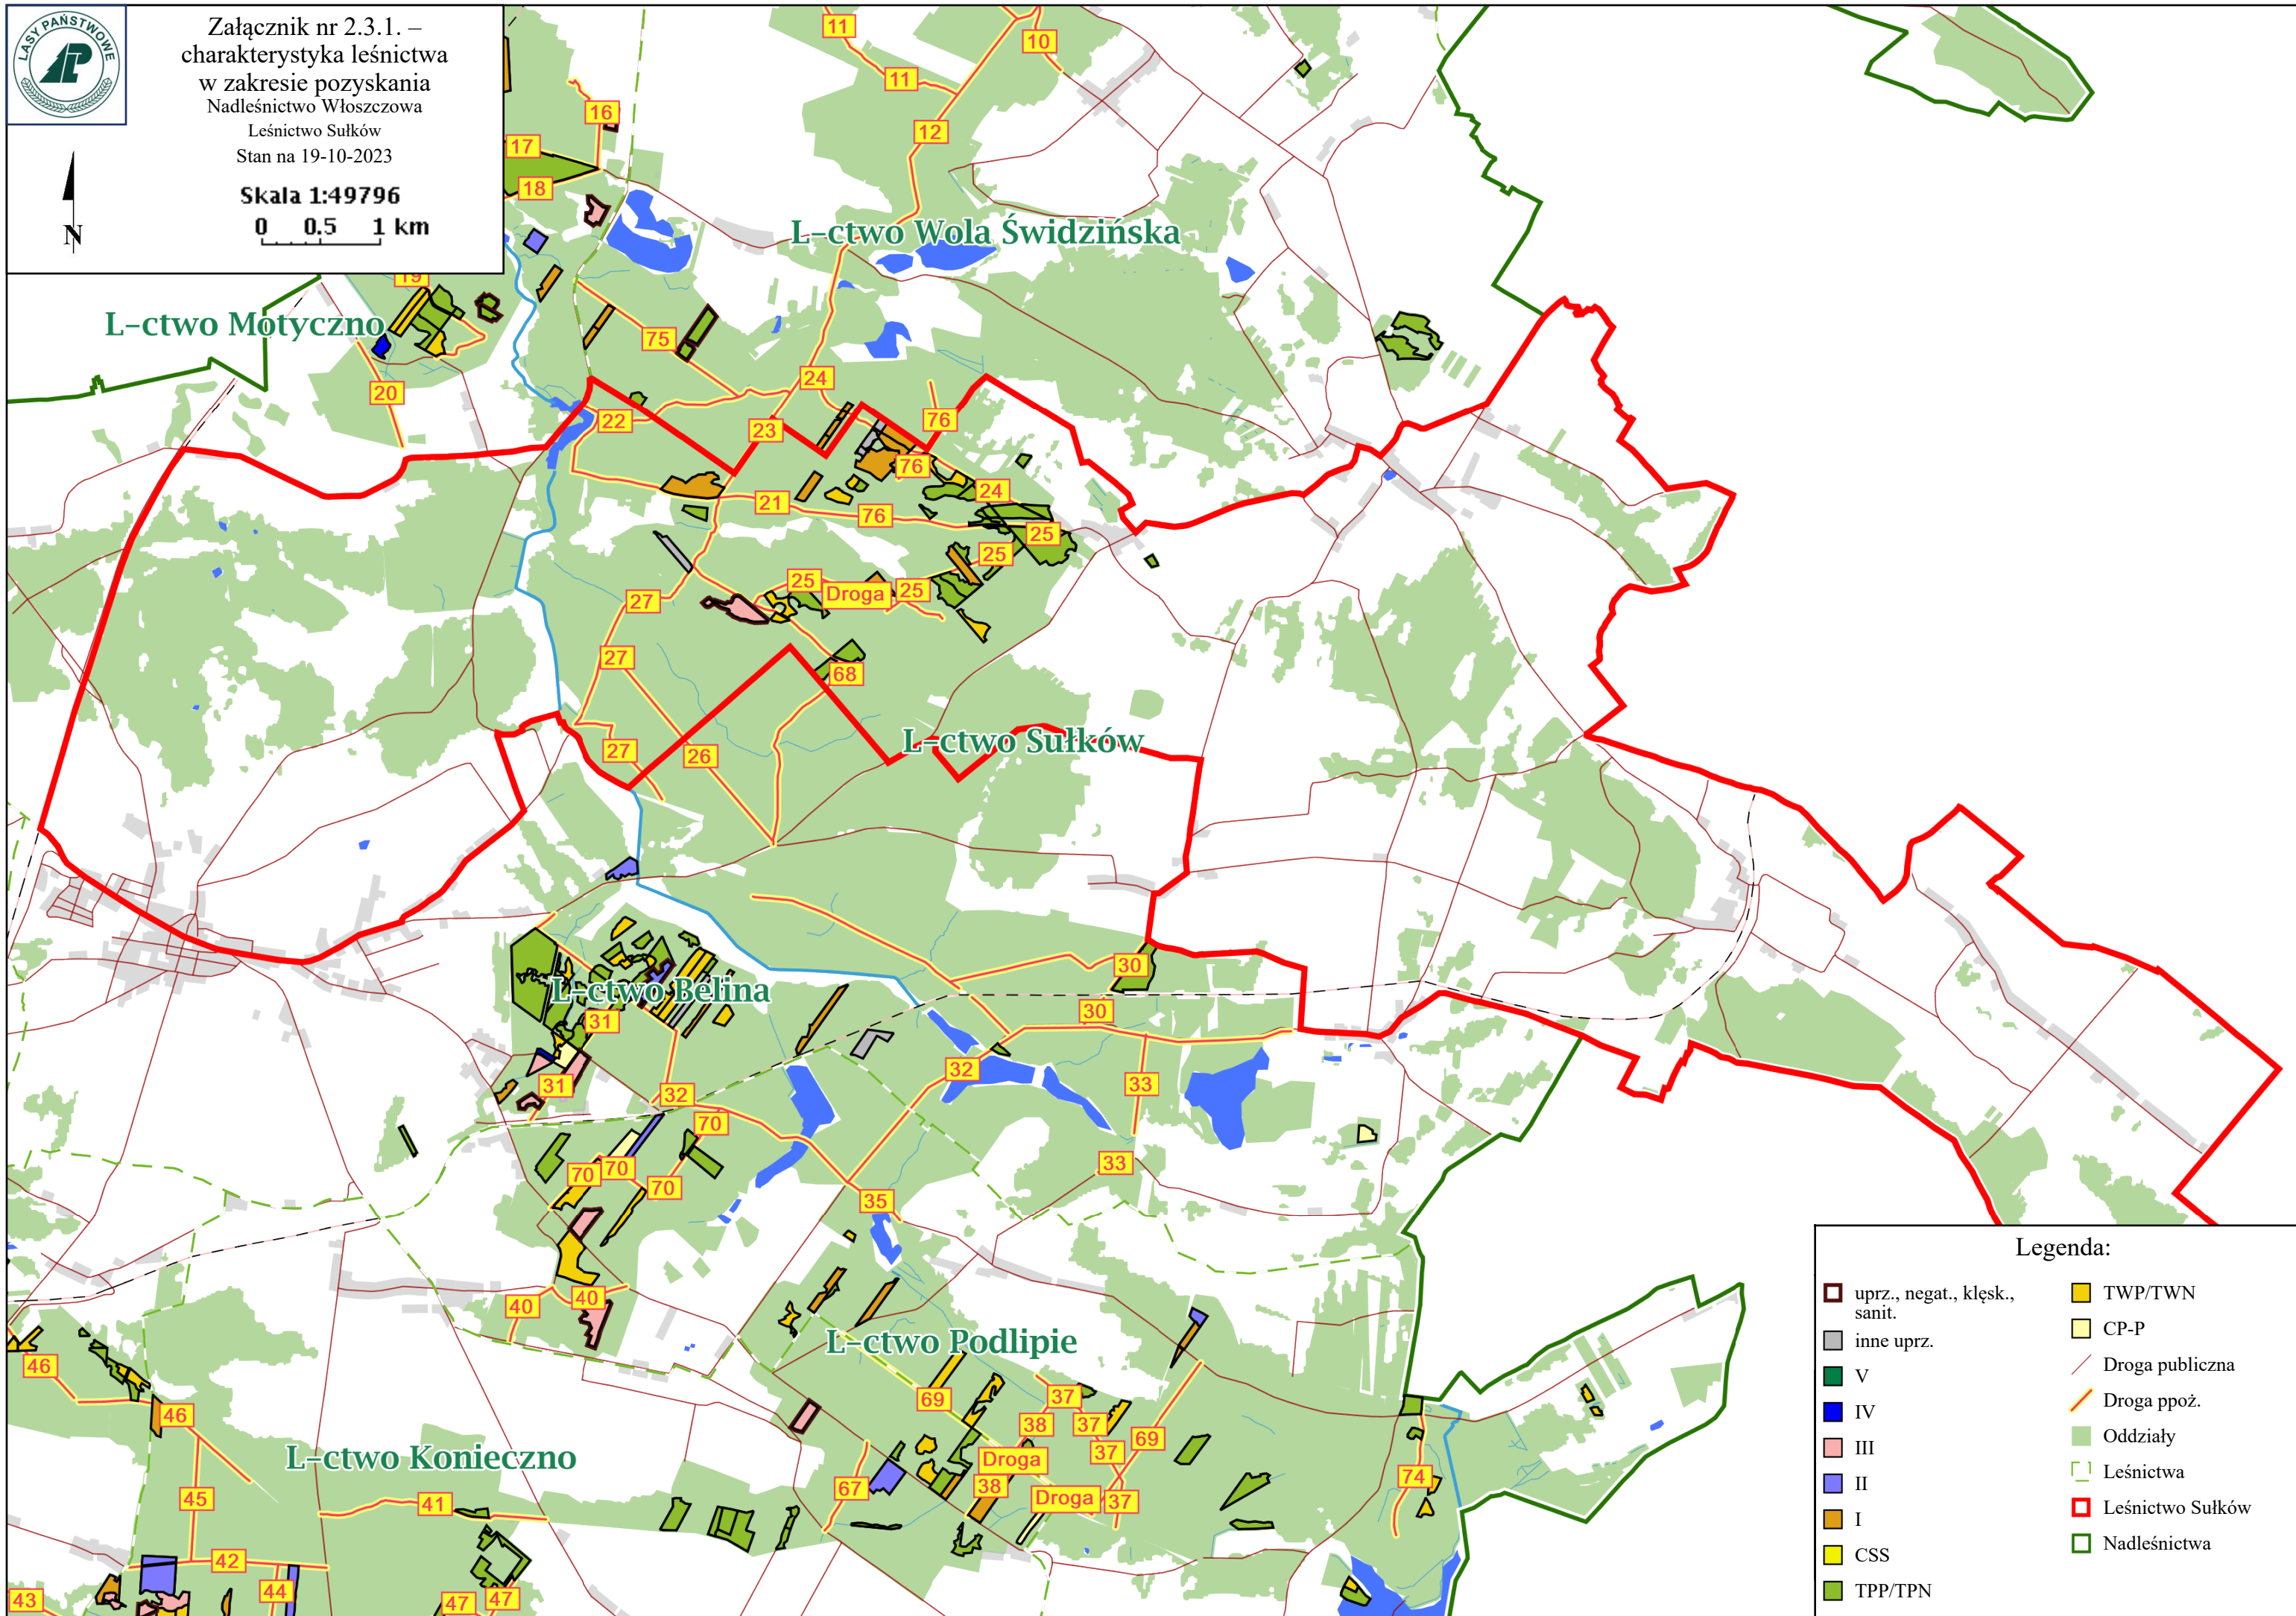 LASY PAŃSTWOWE
Załącznik nr 2.3.1. –
charakterystyka leśnictwa
w zakresie pozyskania
Nadleśnictwo Włoszczowa
Leśnictwo Sułków
Stan na 19-10-2023
Skala 1:49796
0 0.5 1 km
N
11
10
11
16
12
17
18
L-ctwo Wola Świdzińska
19
L-ctwo Motyczno
75
24
20
22
23
76
76
24
21
76
25
25
25
Droga
25
27
27
68
L-ctwo Sułków
27
26
30
L-ctwo Belina
30
31
32
31
33
32
70
33
70
70
70
35
40
40
L-ctwo Podlipie
46
69
37
46
38
37
69
37
L-ctwo Konieczno
Droga
74
67
38
45
41
Droga
37
42
44
43
47
47
Legenda:
uprz., negat., klęsk.,
sanit.
inne uprz.
V
IV
III
II
I
CSS
TPP/TPN
TWP/TWN
CP-P
Droga publiczna
Droga ppoż.
Oddziały
Leśnictwa
Leśnictwo Sułków
Nadleśnictwa